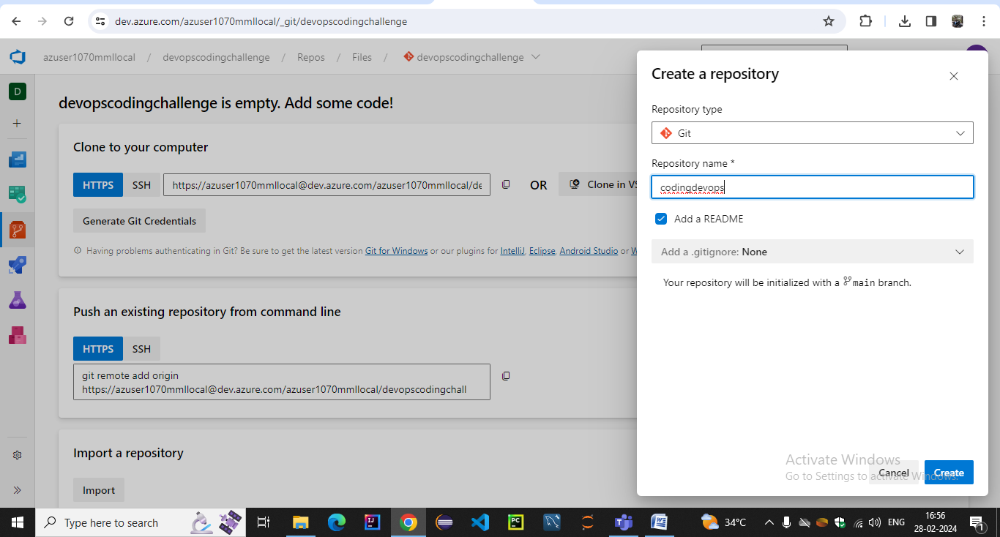 dev.azure.com/azuser1070mmllocal/_git/devopscodingchallenge
azuser1070mmllocal / devopscodingchallenge / Repos / Files / devopscodingchallenge
D
devopscodingchallenge is empty. Add some code!
Clone to your computer
HTTPS SSH https://azuser1070mmllocal@dev.azure.com/azuser1070mmllocal/de OR Clone in VS
Generate Git Credentials
Having problems authenticating in Git? Be sure to get the latest version Git for Windows or our plugins for IntelliJ, Eclipse, Android Studio or W
Push an existing repository from command line
HTTPS SSH
git remote add origin
https://azuser1070mmllocal@dev.azure.com/azuser1070mmllocal/devopscodingchall
Import a repository
Import
Create a repository
Repository type
Git
Repository name *
codingdevops
Add a README
Add a .gitignore: None
Your repository will be initialized with a main branch.
Activate Windows
Go to Settings to activate Windows.
Cancel Create
Type here to search
34°C ENG 16:56
28-02-2024
1